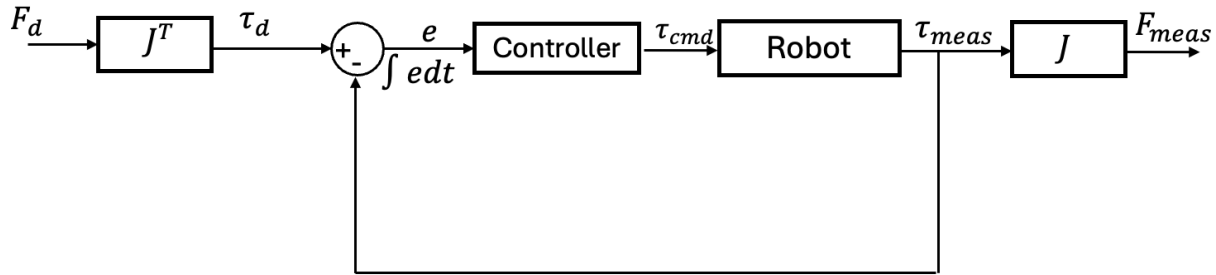 F_d
J^T
τ_d
+
-
e
∫ edt
Controller
τ_cmd
Robot
τ_meas
J
F_meas